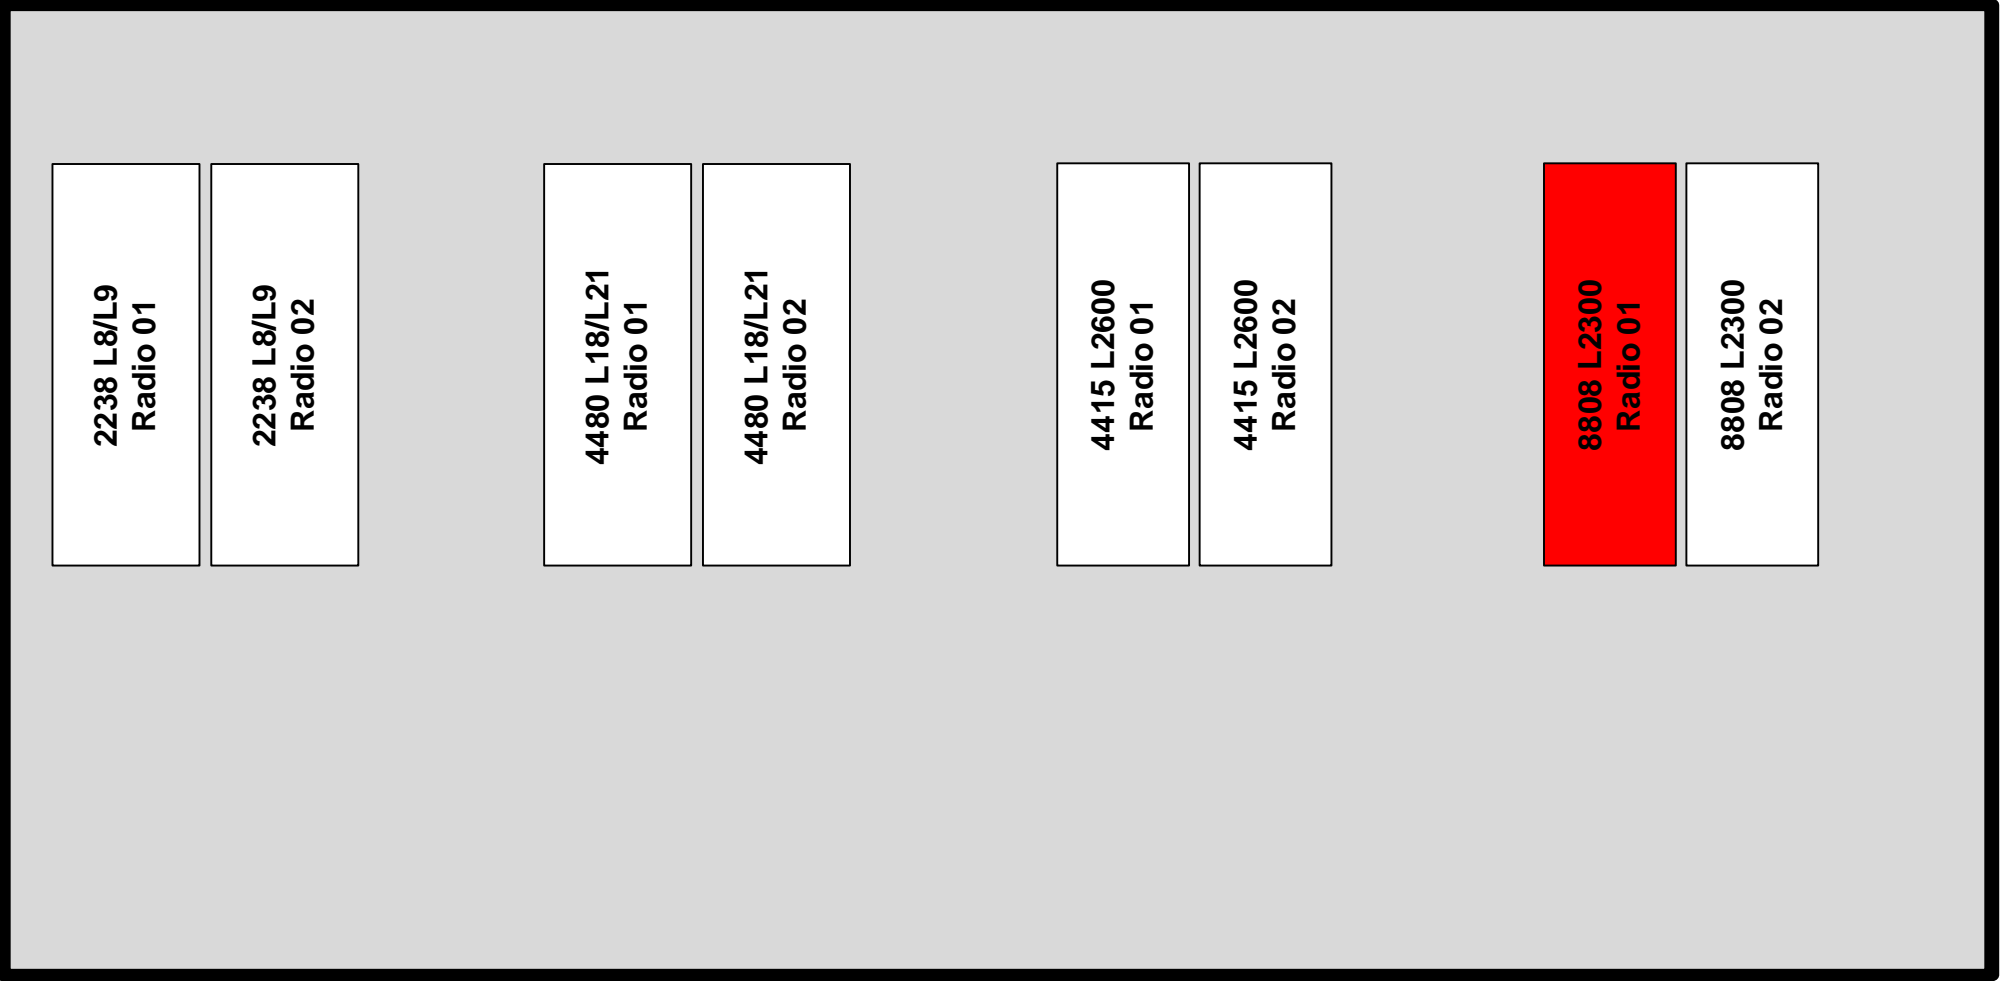 2238 L8/L9
Radio 01
2238 L8/L9
Radio 02
4480 L18/L21
Radio 01
4480 L18/L21
Radio 02
4415 L2600
Radio 01
4415 L2600
Radio 02
8808 L2300
Radio 01
8808 L2300
Radio 02